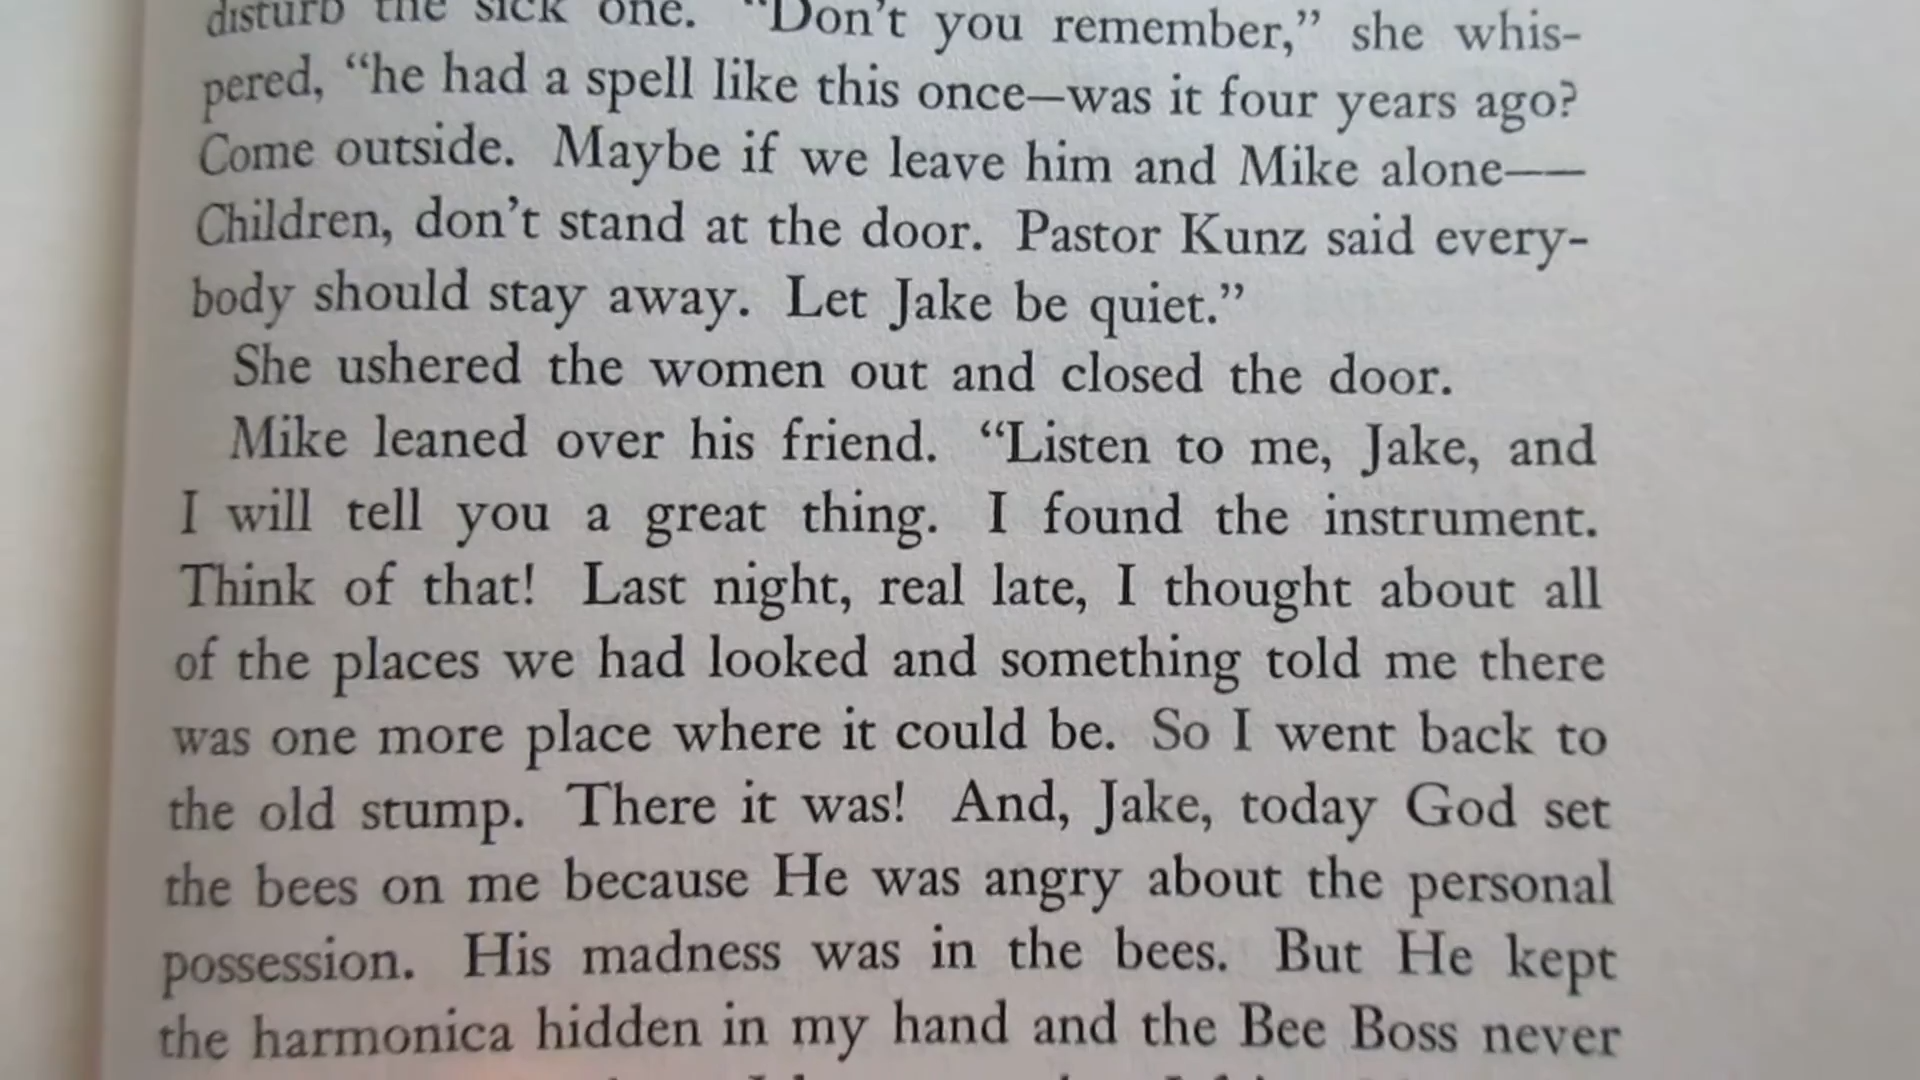 disturb the sick one. "Don't you remember," she whis-
pered, "he had a spell like this once—was it four years ago?
Come outside. Maybe if we leave him and Mike alone——
Children, don't stand at the door. Pastor Kunz said every-
body should stay away. Let Jake be quiet."
She ushered the women out and closed the door.
Mike leaned over his friend. "Listen to me, Jake, and
I will tell you a great thing. I found the instrument.
Think of that! Last night, real late, I thought about all
of the places we had looked and something told me there
was one more place where it could be. So I went back to
the old stump. There it was! And, Jake, today God set
the bees on me because He was angry about the personal
possession. His madness was in the bees. But He kept
the harmonica hidden in my hand and the Bee Boss never